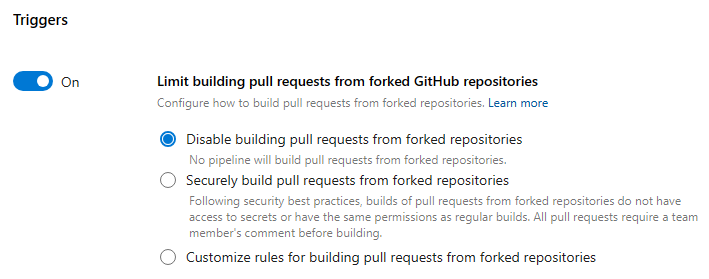 Triggers
On
Limit building pull requests from forked GitHub repositories
Configure how to build pull requests from forked repositories. Learn more
Disable building pull requests from forked repositories
No pipeline will build pull requests from forked repositories.
Securely build pull requests from forked repositories
Following security best practices, builds of pull requests from forked repositories do not have
access to secrets or have the same permissions as regular builds. All pull requests require a team
member's comment before building.
Customize rules for building pull requests from forked repositories